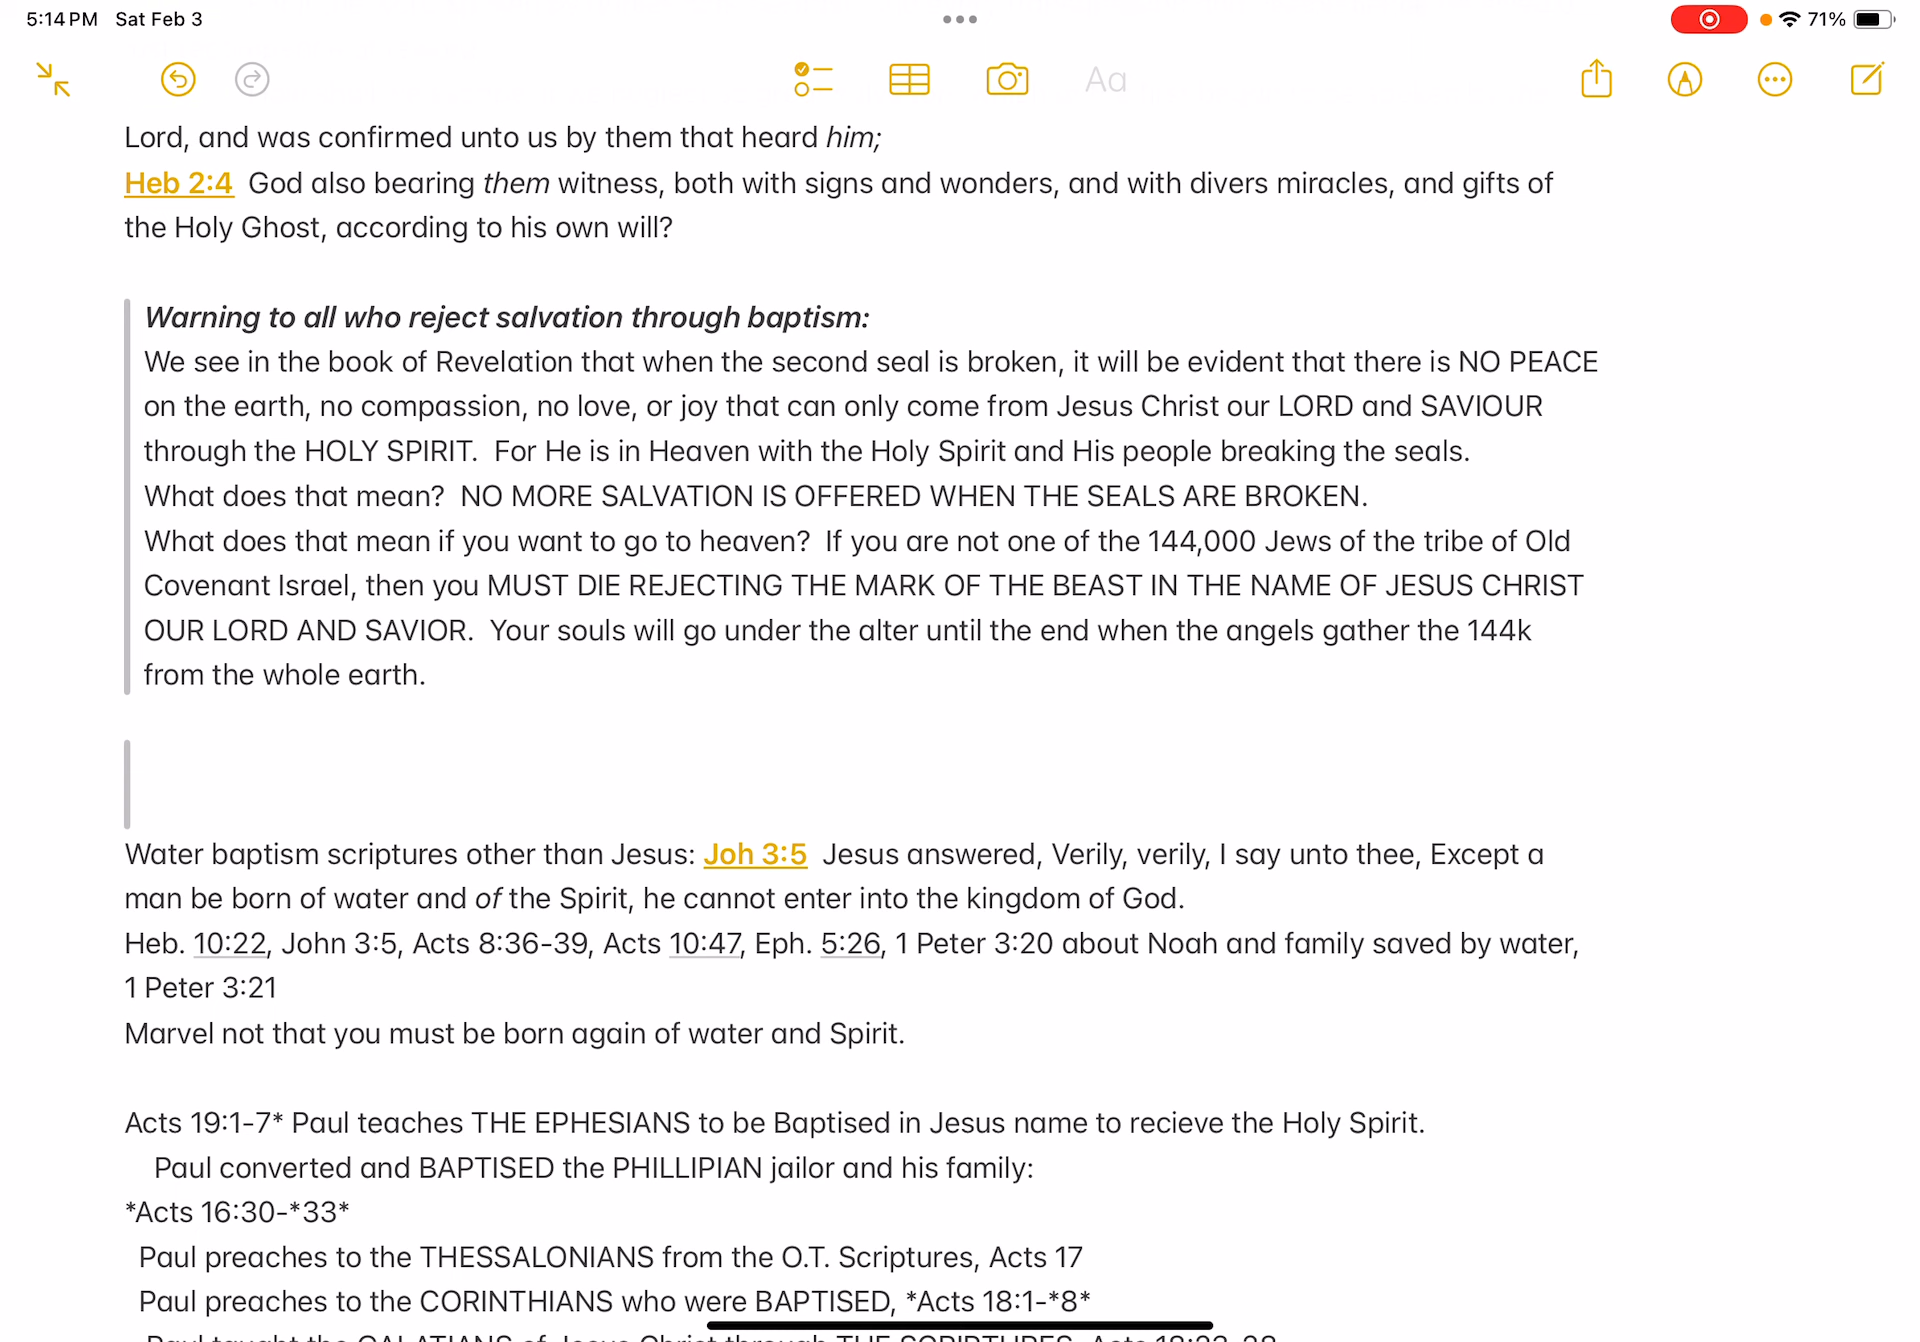 5:14 PM Sat Feb 3
71%
Aa
Lord, and was confirmed unto us by them that heard him;
Heb 2:4 God also bearing them witness, both with signs and wonders, and with divers miracles, and gifts of
the Holy Ghost, according to his own will?
Warning to all who reject salvation through baptism:
We see in the book of Revelation that when the second seal is broken, it will be evident that there is NO PEACE
on the earth, no compassion, no love, or joy that can only come from Jesus Christ our LORD and SAVIOUR
through the HOLY SPIRIT. For He is in Heaven with the Holy Spirit and His people breaking the seals.
What does that mean? NO MORE SALVATION IS OFFERED WHEN THE SEALS ARE BROKEN.
What does that mean if you want to go to heaven? If you are not one of the 144,000 Jews of the tribe of Old
Covenant Israel, then you MUST DIE REJECTING THE MARK OF THE BEAST IN THE NAME OF JESUS CHRIST
OUR LORD AND SAVIOR. Your souls will go under the alter until the end when the angels gather the 144k
from the whole earth.
Water baptism scriptures other than Jesus: Joh 3:5 Jesus answered, Verily, verily, I say unto thee, Except a
man be born of water and of the Spirit, he cannot enter into the kingdom of God.
Heb. 10:22, John 3:5, Acts 8:36-39, Acts 10:47, Eph. 5:26, 1 Peter 3:20 about Noah and family saved by water,
1 Peter 3:21
Marvel not that you must be born again of water and Spirit.
Acts 19:1-7* Paul teaches THE EPHESIANS to be Baptised in Jesus name to recieve the Holy Spirit.
Paul converted and BAPTISED the PHILLIPIAN jailor and his family:
*Acts 16:30-*33*
Paul preaches to the THESSALONIANS from the O.T. Scriptures, Acts 17
Paul preaches to the CORINTHIANS who were BAPTISED, *Acts 18:1-*8*
Paul taught the GALATIANS of Jesus Christ through THE SCRIPTURES, Acts